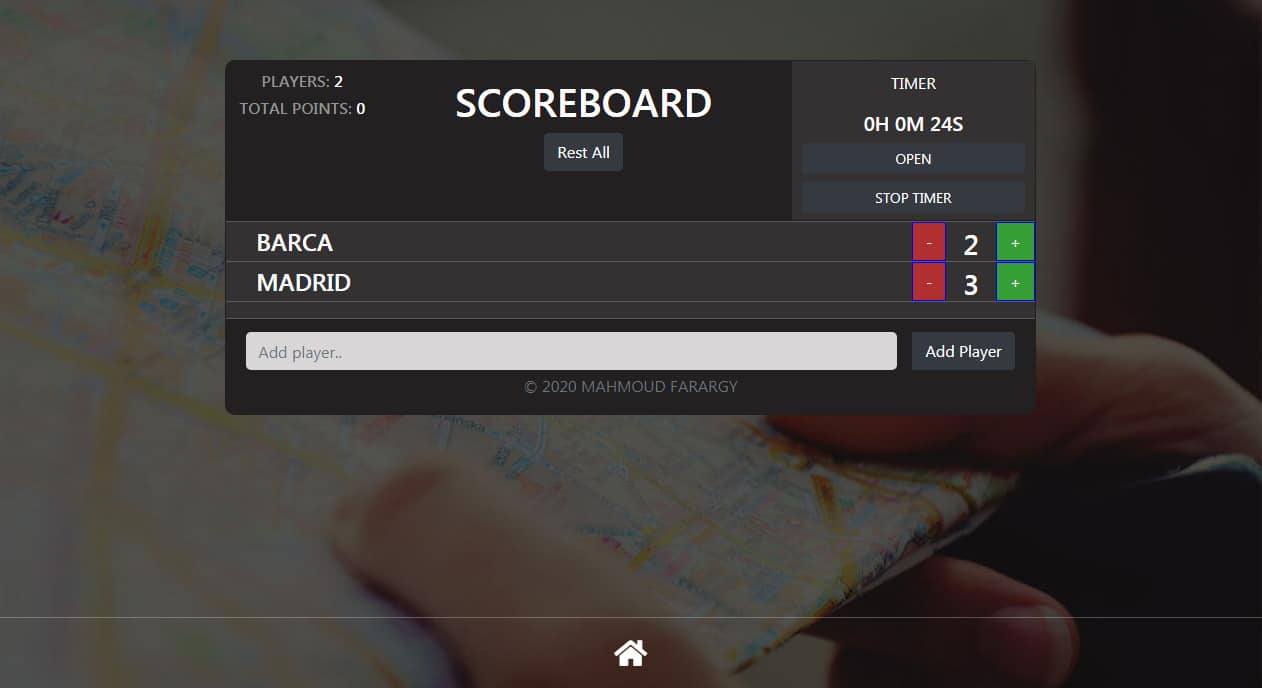 PLAYERS: 2
TOTAL POINTS: 0
SCOREBOARD
Rest All
TIMER
0H 0M 24S
OPEN
STOP TIMER
BARCA - 2 +
MADRID - 3 +
Add player..
Add Player
© 2020 MAHMOUD FARARGY